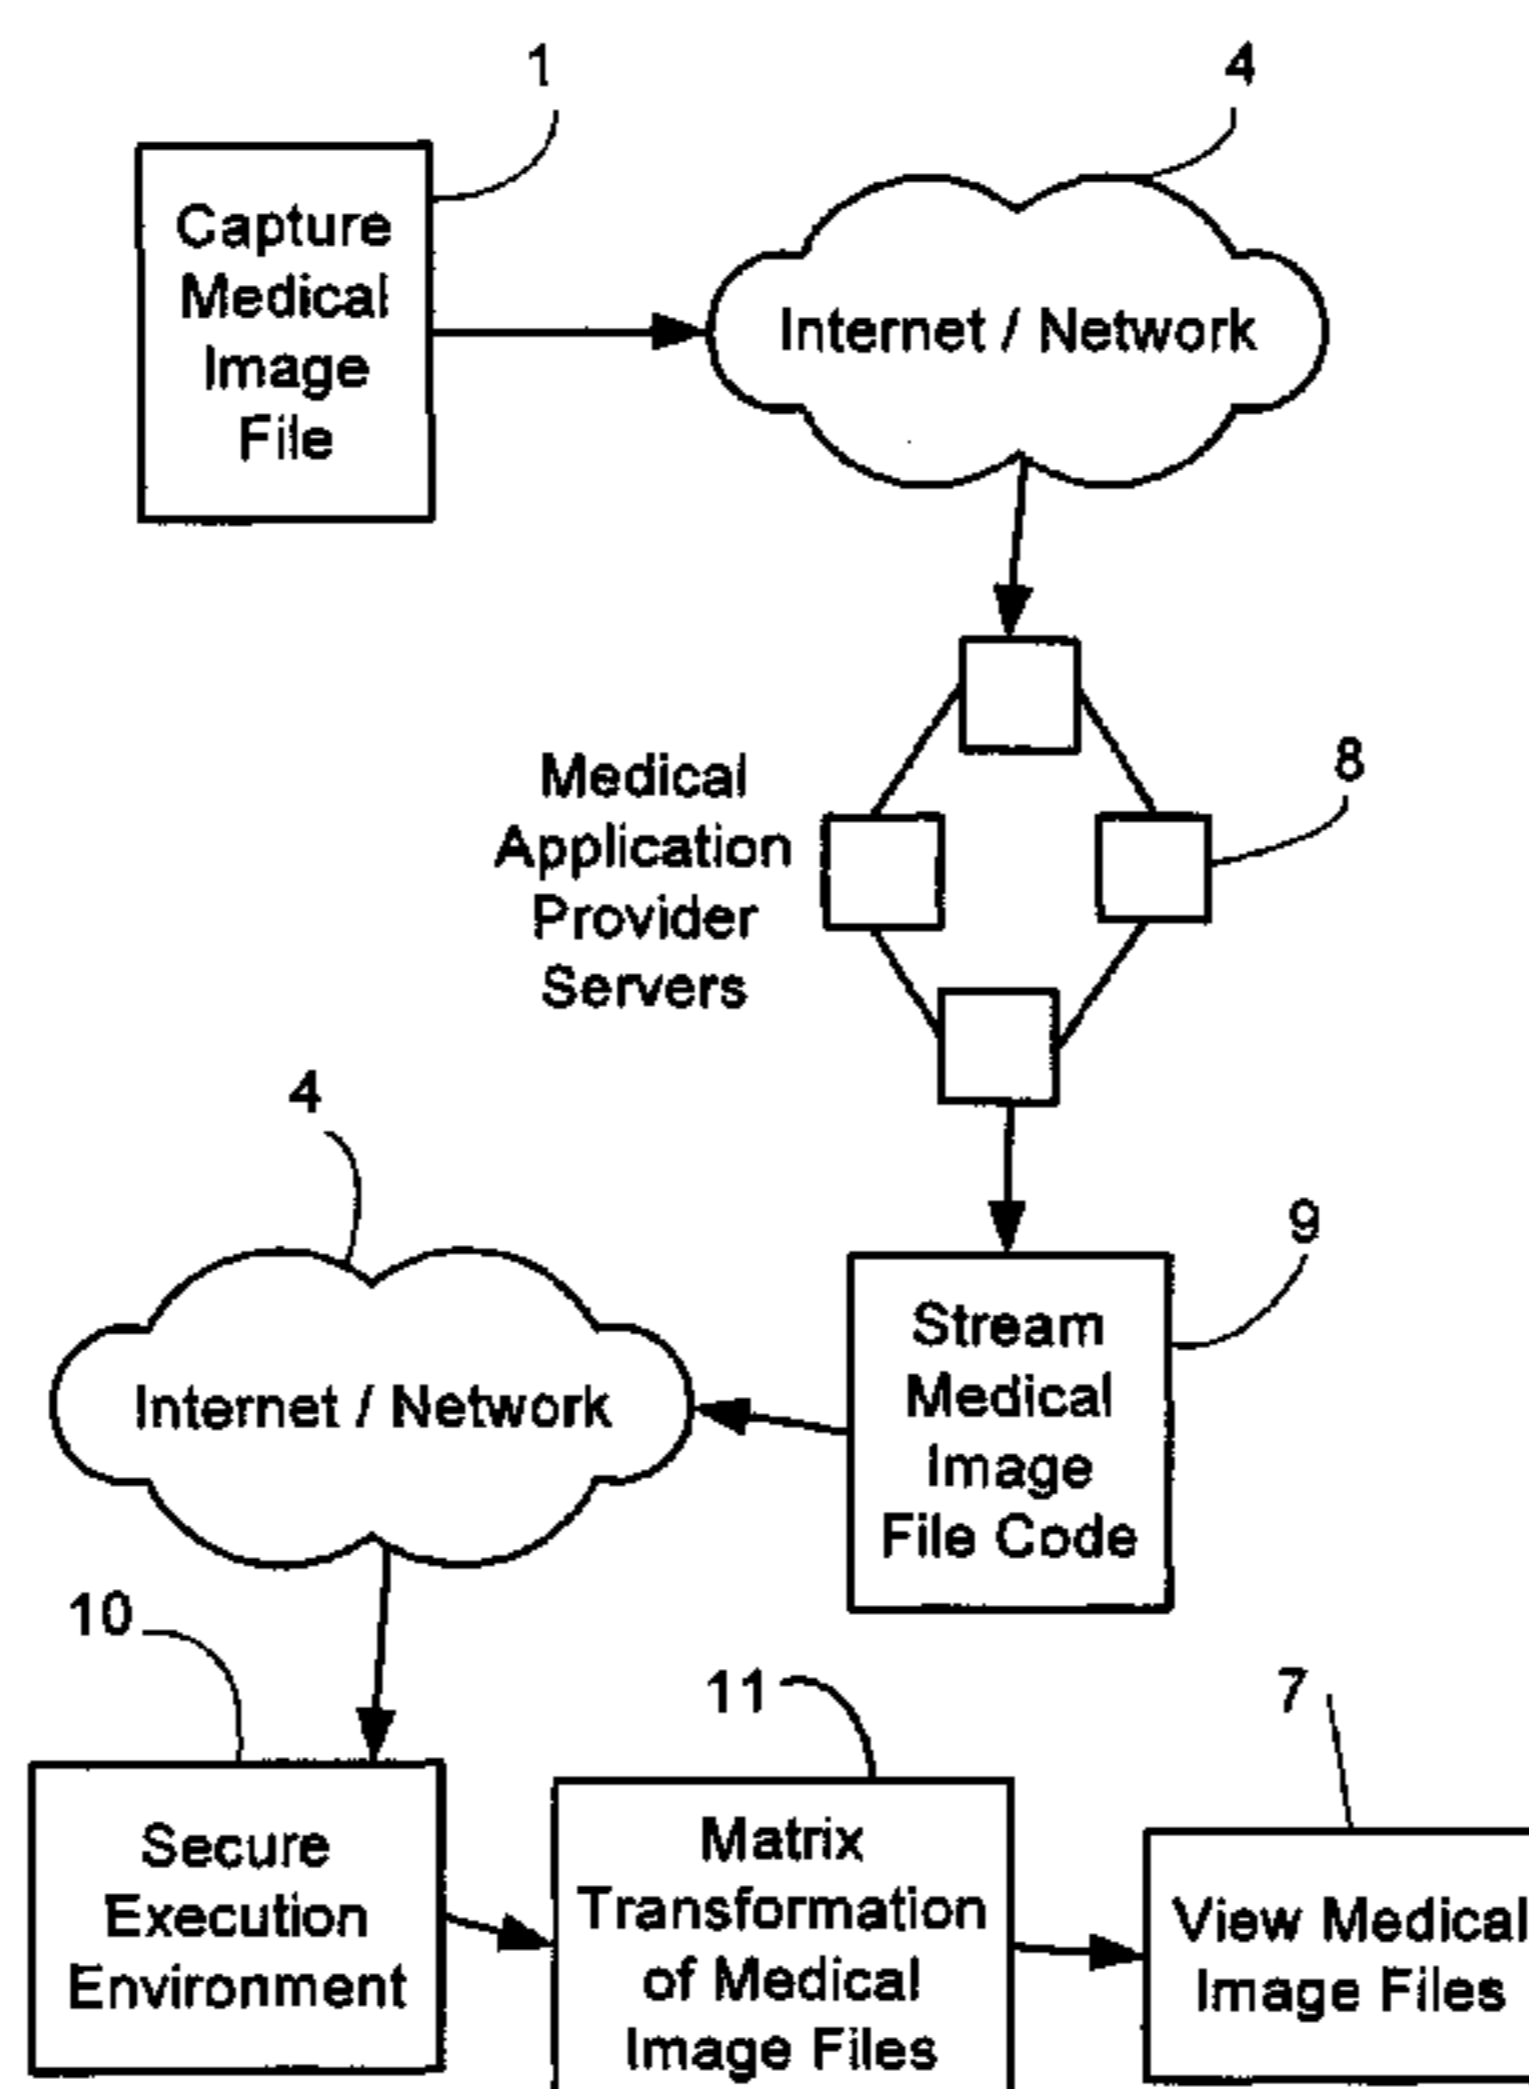 1
4
Capture
Medical
Image
File
Internet / Network
Medical
Application
Provider
Servers
8
4
9
Internet / Network
Stream
Medical
Image
File Code
10
11
7
Secure
Execution
Environment
Matrix
Transformation
of Medical
Image Files
View Medical
Image Files